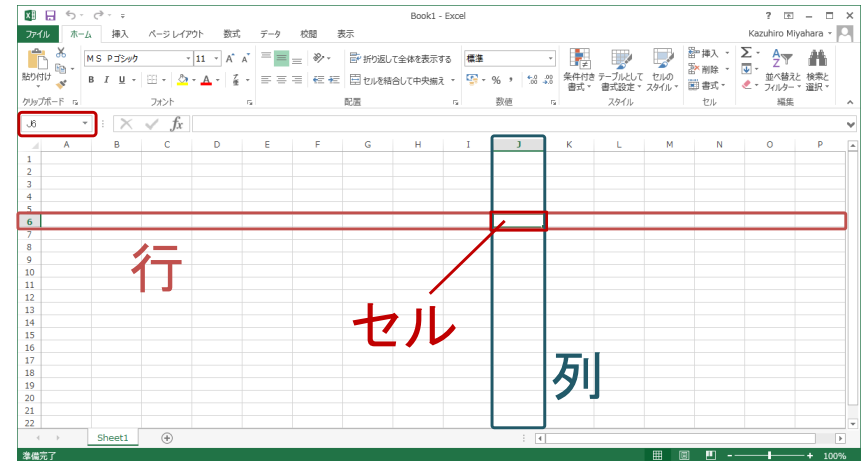 Book1 - Excel
ファイル ホーム 挿入 ページ レイアウト 数式 データ 校閲 表示 Kazuhiro Miyahara
貼り付け
ＭＳ Ｐゴシック 11
B I U
折り返して全体を表示する
セルを結合して中央揃え
標準
% ,
条件付き書式
テーブルとして書式設定
セルのスタイル
挿入
削除
書式
並べ替えとフィルター
検索と選択
クリップボード フォント 配置 数値 スタイル セル 編集
J6 fx
A B C D E F G H I J K L M N O P
1
2
3
4
5
6
7
8
9
10
11
12
13
14
15
16
17
18
19
20
21
22
行
セル
列
Sheet1
準備完了 100%